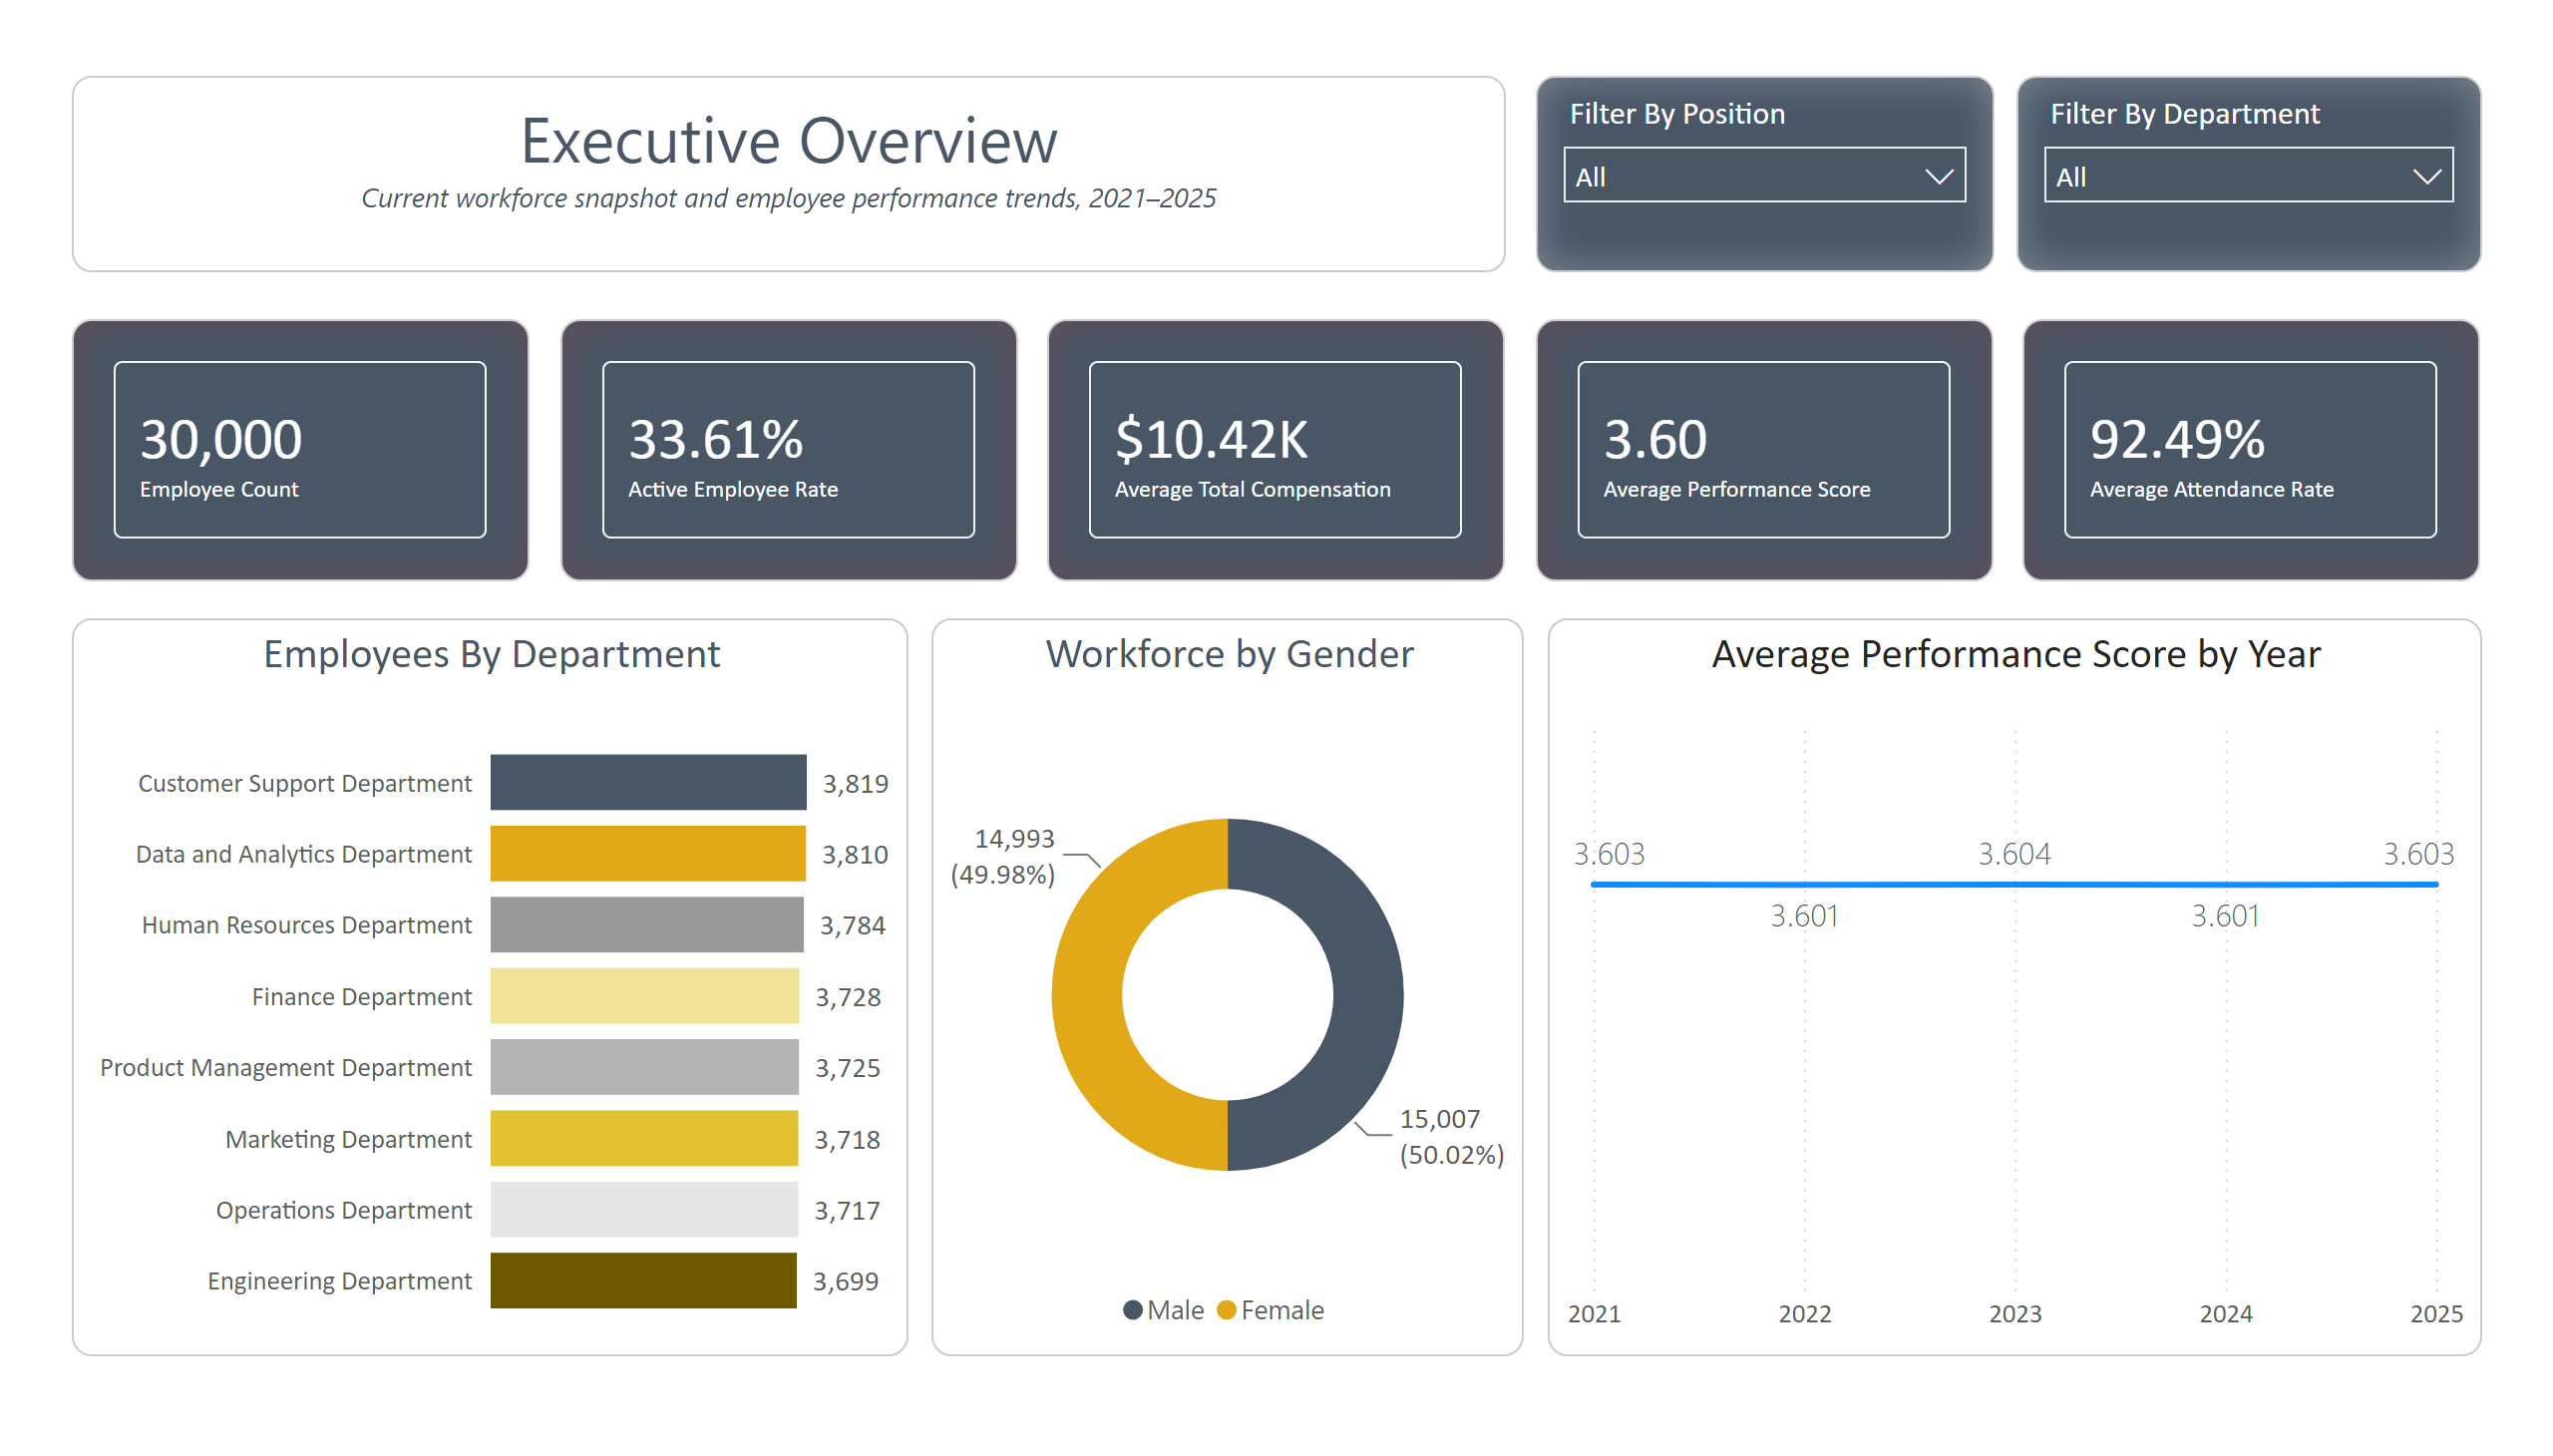 Executive Overview
Current workforce snapshot and employee performance trends, 2021–2025
Filter By Position
All
Filter By Department
All
30,000
Employee Count
33.61%
Active Employee Rate
$10.42K
Average Total Compensation
3.60
Average Performance Score
92.49%
Average Attendance Rate
Employees By Department
Customer Support Department 3,819
Data and Analytics Department 3,810
Human Resources Department 3,784
Finance Department 3,728
Product Management Department 3,725
Marketing Department 3,718
Operations Department 3,717
Engineering Department 3,699
Workforce by Gender
14,993
(49.98%)
15,007
(50.02%)
Male Female
Average Performance Score by Year
3.603 3.604 3.603
3.601 3.601
2021 2022 2023 2024 2025